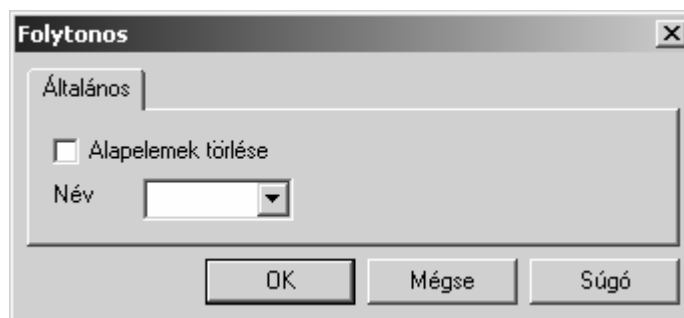 Folytonos
Általános
Alapelemek törlése
Név
OK Mégse Súgó